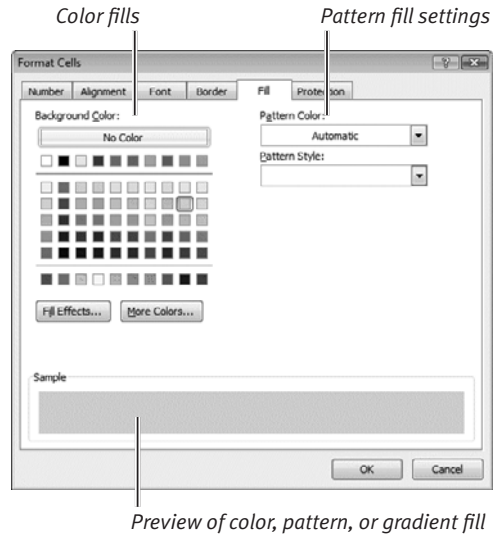 Color fills
Pattern fill settings
Format Cells
Number Alignment Font Border Fill Protection
Background Color:
Pattern Color:
No Color
Automatic
Pattern Style:
Fill Effects... More Colors...
Sample
OK Cancel
Preview of color, pattern, or gradient fill